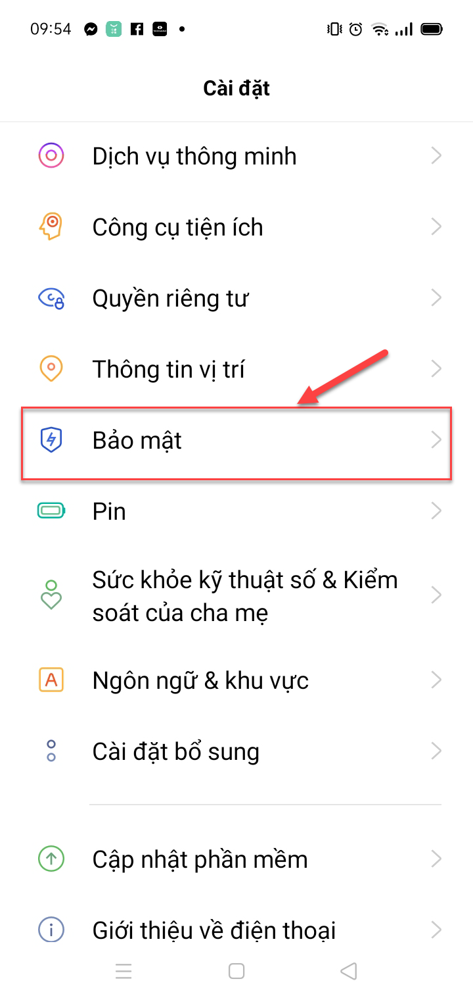 09:54
Cài đặt
Dịch vụ thông minh
Công cụ tiện ích
Quyền riêng tư
Thông tin vị trí
Bảo mật
Pin
Sức khỏe kỹ thuật số & Kiểm
soát của cha mẹ
A
Ngôn ngữ & khu vực
Cài đặt bổ sung
Cập nhật phần mềm
Giới thiệu về điện thoại